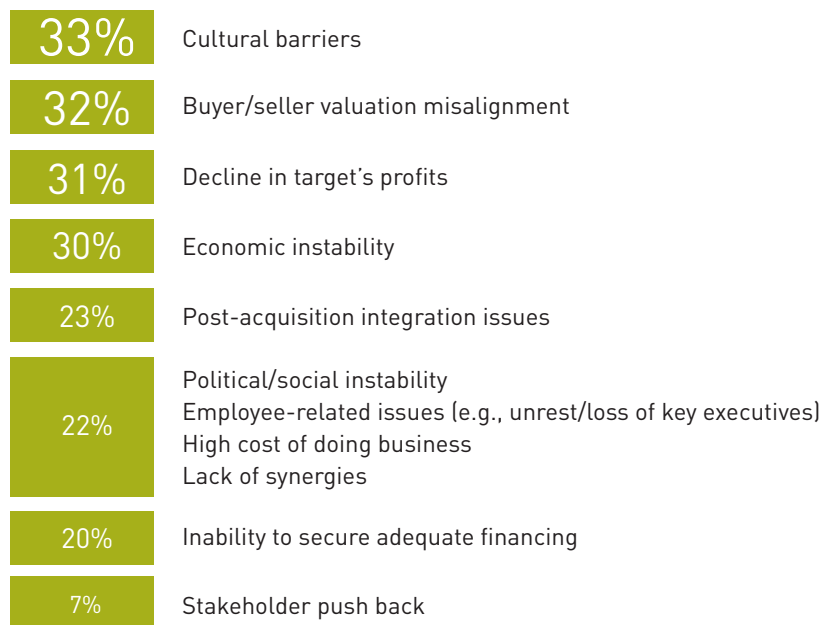 33% Cultural barriers
32% Buyer/seller valuation misalignment
31% Decline in target’s profits
30% Economic instability
23% Post-acquisition integration issues
22%
Political/social instability
Employee-related issues (e.g., unrest/loss of key executives)
High cost of doing business
Lack of synergies
20% Inability to secure adequate financing
7% Stakeholder push back